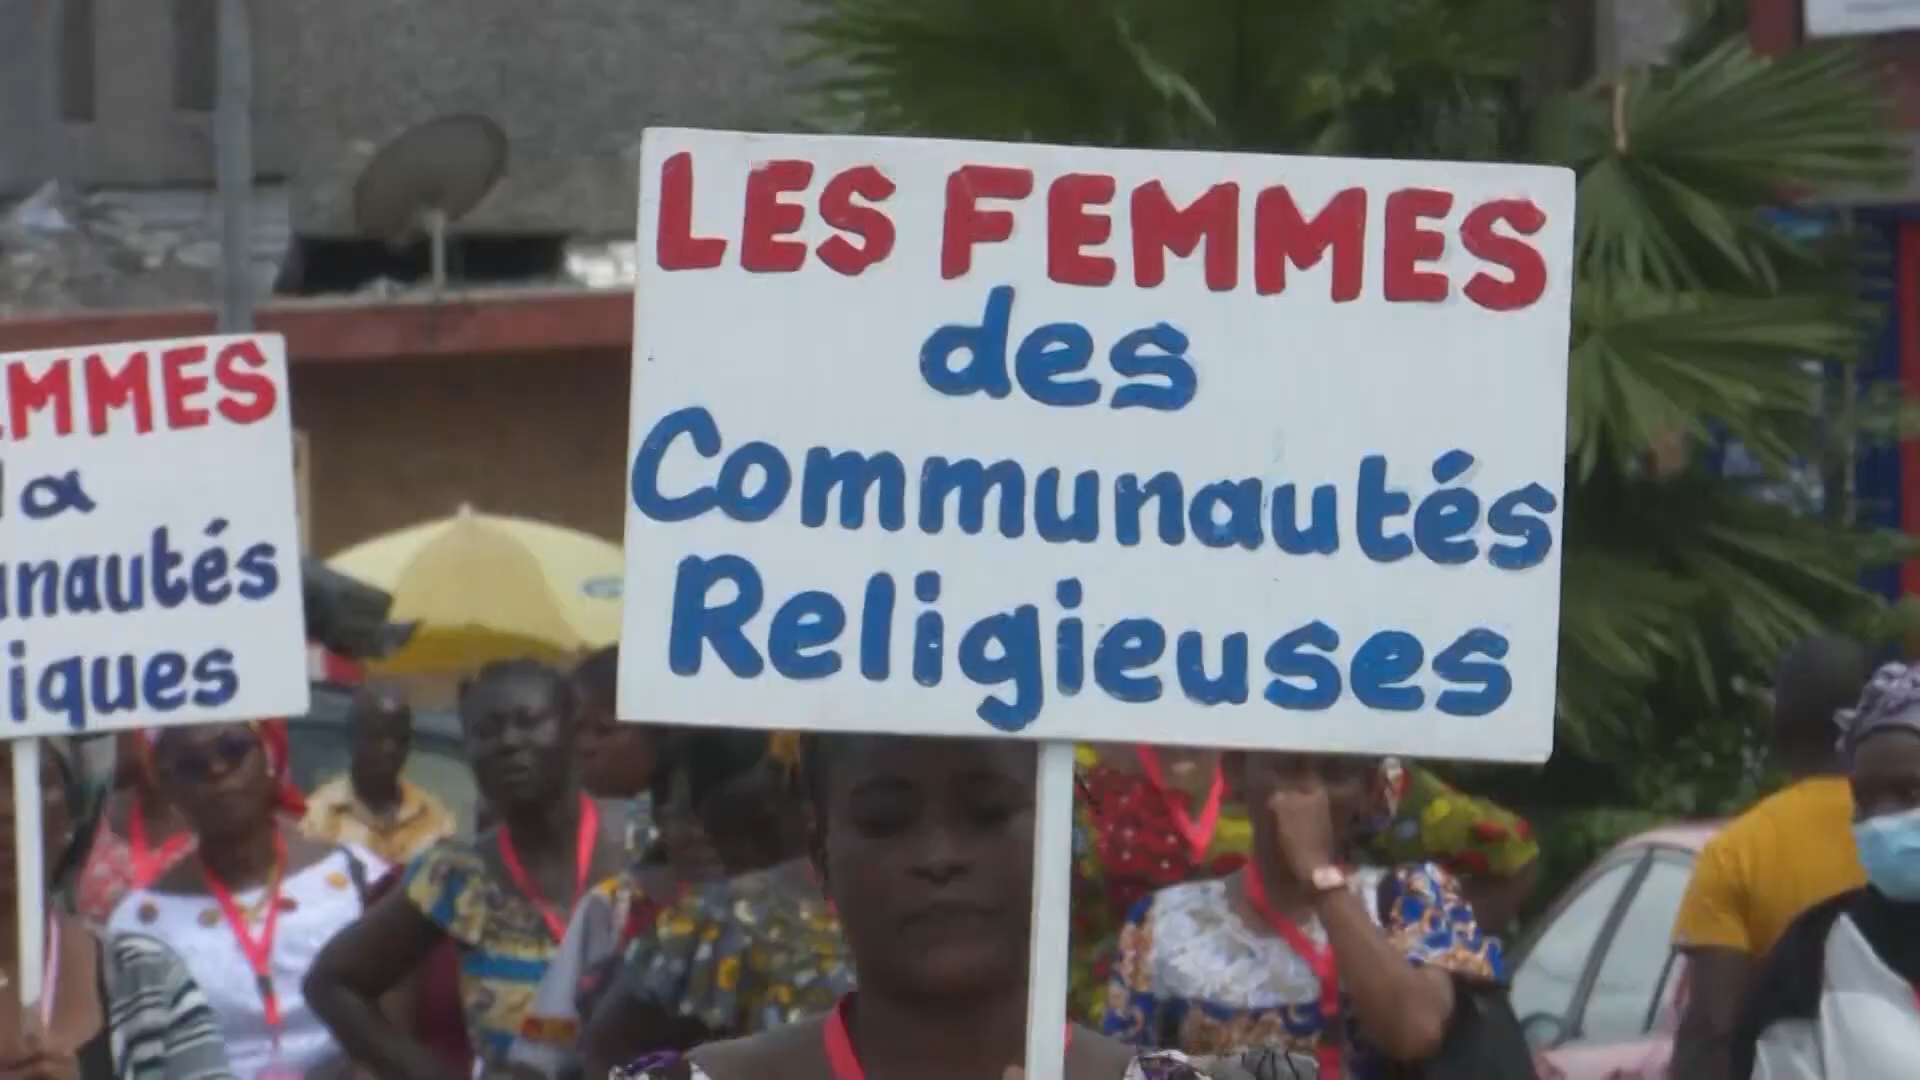 LES FEMMES
des
Communautés
Religieuses
MMES
la
nautés
iques